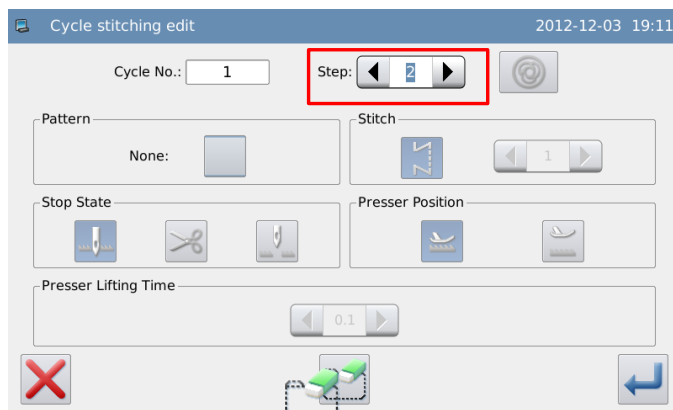 Cycle stitching edit 2012-12-03 19:11
Cycle No.: 1 Step: 2
Pattern Stitch
None: 1
Stop State Presser Position
Presser Lifting Time
0.1